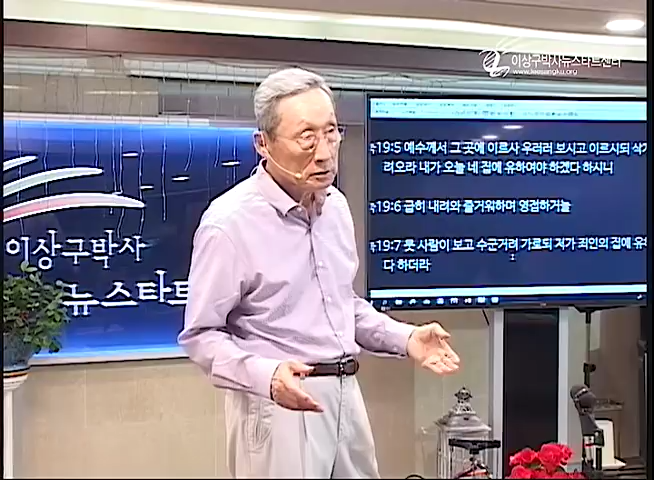 이상구박사뉴스타트센터
www.leesangku.org
19:5 예수께서 그 곳에 이르사 우러러 보시고 이르시되 삭
려오라 내가 오늘 네 집에 유하여야 하겠다 하시니
19:6 급히 내려와 즐거워하며 영접하거늘
19:7 뭇 사람이 보고 수군거려 가로되 저가 죄인의 집에 유
다 하더라
이상구박사
뉴스타트